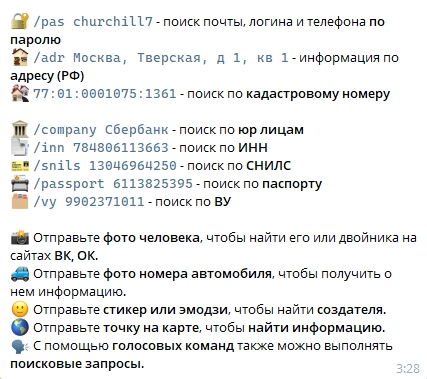 /pas churchill7 - поиск почты, логина и телефона по
паролю
/adr Москва, Тверская, д 1, кв 1 - информация по
адресу (РФ)
77:01:0001075:1361 - поиск по кадастровому номеру
/company Сбербанк - поиск по юр лицам
/inn 784806113663 - поиск по ИНН
/snils 13046964250 - поиск по СНИЛС
/passport 6113825395 - поиск по паспорту
/vy 9902371011 - поиск по ВУ
Отправьте фото человека, чтобы найти его или двойника на
сайтах ВК, ОК.
Отправьте фото номера автомобиля, чтобы получить о
нем информацию.
Отправьте стикер или эмодзи, чтобы найти создателя.
Отправьте точку на карте, чтобы найти информацию.
С помощью голосовых команд также можно выполнять
поисковые запросы.
3:28